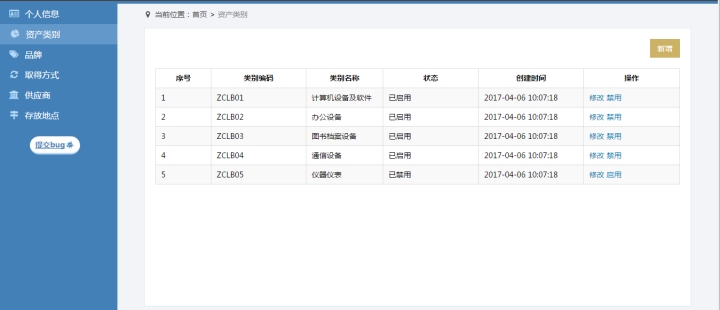 个人信息
资产类别
品牌
取得方式
供应商
存放地点
提交bug
当前位置：首页 > 资产类别
新增
序号 类别编码 类别名称 状态 创建时间 操作
1 ZCLB01 计算机设备及软件 已启用 2017-04-06 10:07:18 修改 禁用
2 ZCLB02 办公设备 已启用 2017-04-06 10:07:18 修改 禁用
3 ZCLB03 图书档案设备 已启用 2017-04-06 10:07:18 修改 禁用
4 ZCLB04 通信设备 已启用 2017-04-06 10:07:18 修改 禁用
5 ZCLB05 仪器仪表 已禁用 2017-04-06 10:07:18 修改 启用